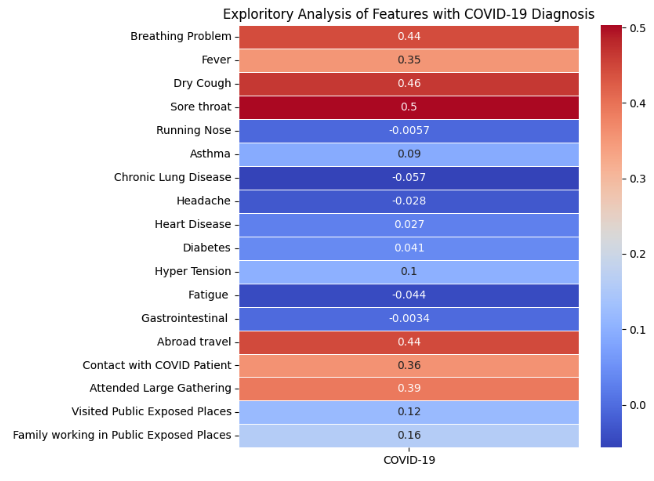 Exploritory Analysis of Features with COVID-19 Diagnosis
Breathing Problem 0.44
Fever 0.35
Dry Cough 0.46
Sore throat 0.5
Running Nose -0.0057
Asthma 0.09
Chronic Lung Disease -0.057
Headache -0.028
Heart Disease 0.027
Diabetes 0.041
Hyper Tension 0.1
Fatigue -0.044
Gastrointestinal -0.0034
Abroad travel 0.44
Contact with COVID Patient 0.36
Attended Large Gathering 0.39
Visited Public Exposed Places 0.12
Family working in Public Exposed Places 0.16
COVID-19
0.5
0.4
0.3
0.2
0.1
0.0